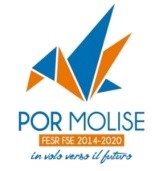 POR MOLISE
FESR FSE 2014-2020
in volo verso il futuro